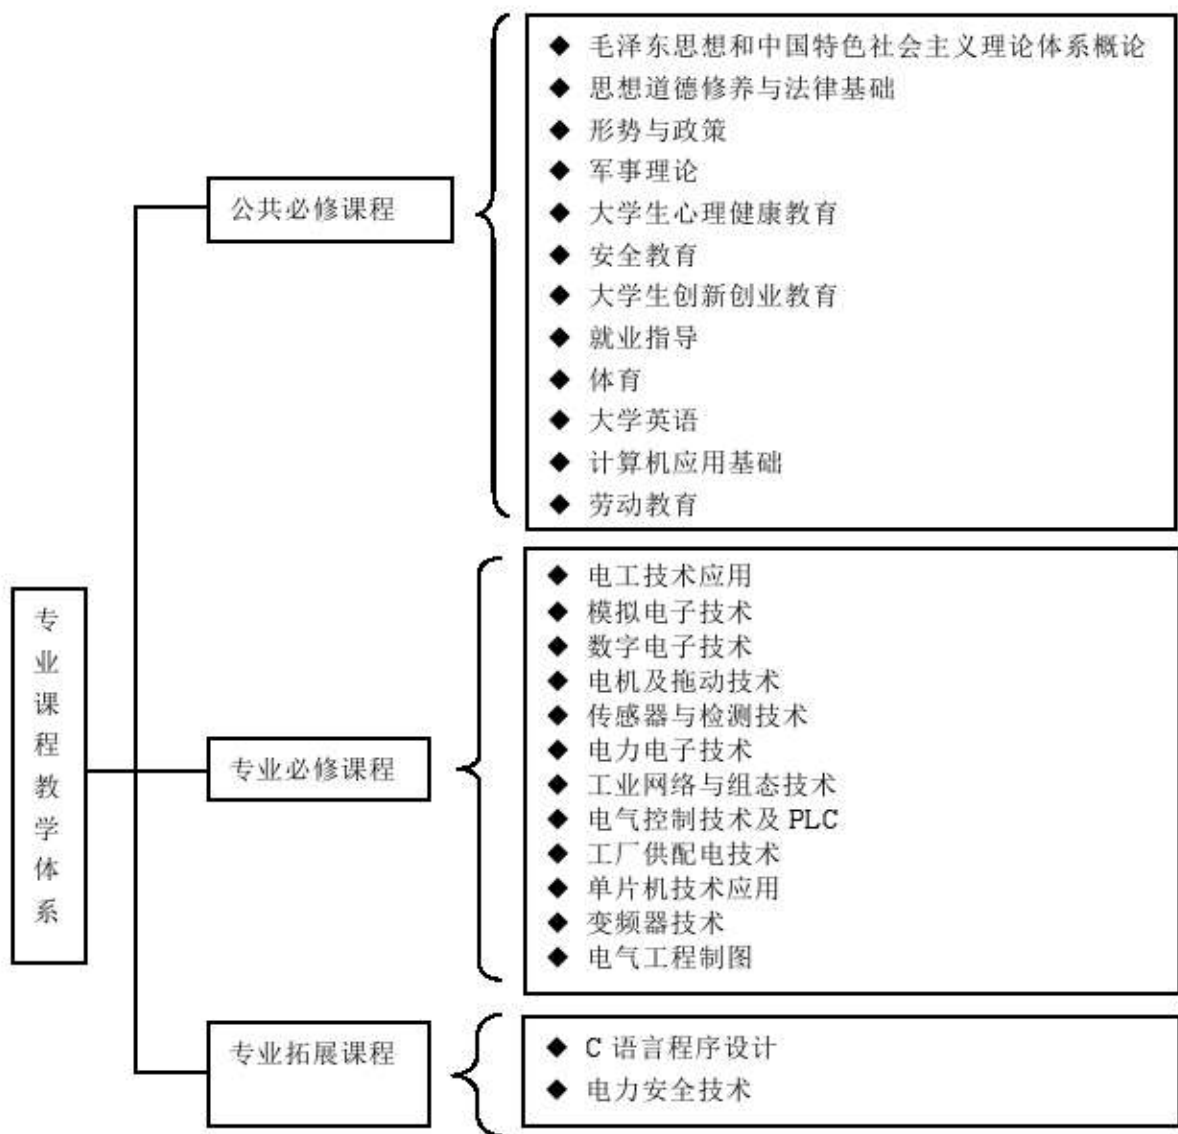 专业课程教学体系
公共必修课程
毛泽东思想和中国特色社会主义理论体系概论
思想道德修养与法律基础
形势与政策
军事理论
大学生心理健康教育
安全教育
大学生创新创业教育
就业指导
体育
大学英语
计算机应用基础
劳动教育
专业必修课程
电工技术应用
模拟电子技术
数字电子技术
电机及拖动技术
传感器与检测技术
电力电子技术
工业网络与组态技术
电气控制技术及 PLC
工厂供配电技术
单片机技术应用
变频器技术
电气工程制图
专业拓展课程
C 语言程序设计
电力安全技术